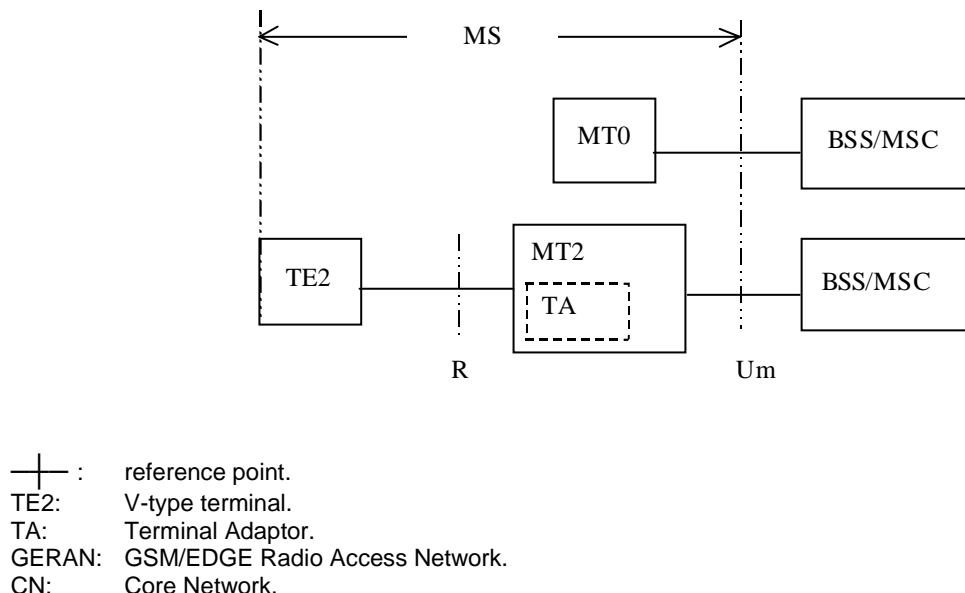 MS
MT0
BSS/MSC
TE2
MT2
TA
BSS/MSC
R
Um
: reference point.
TE2: V-type terminal.
TA: Terminal Adaptor.
GERAN: GSM/EDGE Radio Access Network.
CN: Core Network.